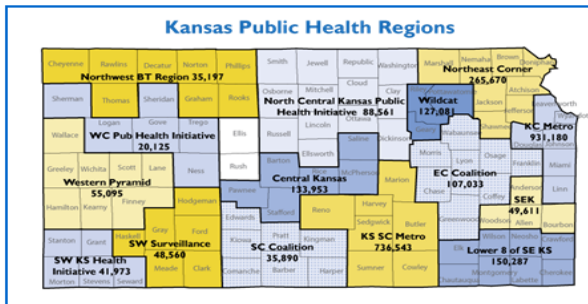 Kansas Public Health Regions
Cheyenne Rawlins Decatur Norton Phillips
Northwest BT Region 35,197
Sherman Thomas Sheridan Graham Rooks
Smith Jewell Republic Washington
Cloud
Osborne Mitchell Clay
North Central Kansas Public
Health Initiative 88,561
Lincoln Ottawa
Russell Dickinson
Ellsworth Saline
Marshall Nemaha Brown Doniphan
Northeast Corner
265,670
Atchison
Jackson Jefferson
Shawnee
Wildcat
127,081
Geary Wabaunsee
Leavenworth
Wyandotte
KC Metro
931,180
Douglas Johnson
Wallace Logan Gove Trego Ellis
WC Pub Health Initiative
20,125
Greeley Wichita Scott Lane Ness Rush
Western Pyramid
55,095
Hamilton Kearny Finney
Hodgeman
Barton Rice McPherson
Central Kansas
133,953
Pawnee Stafford
Morris Lyon Osage
EC Coalition
107,033
Chase
Greenwood Woodson
Franklin Miami
Linn
Anderson
SEK
49,611
Allen
Marion
Reno Harvey
Sedgwick Butler
KS SC Metro
736,543
Sumner Cowley
Edwards
Kiowa Pratt Kingman
SC Coalition
35,890
Comanche Barber Harper
Gray Ford
Haskell
SW Surveillance
48,560
Meade Clark
Stanton Grant
SW KS Health
Initiative 41,973
Morton Stevens Seward
Wilson Neosho Crawford
Elk
Lower 8 of SE KS
150,287
Chautauqua Montgomery Labette Cherokee